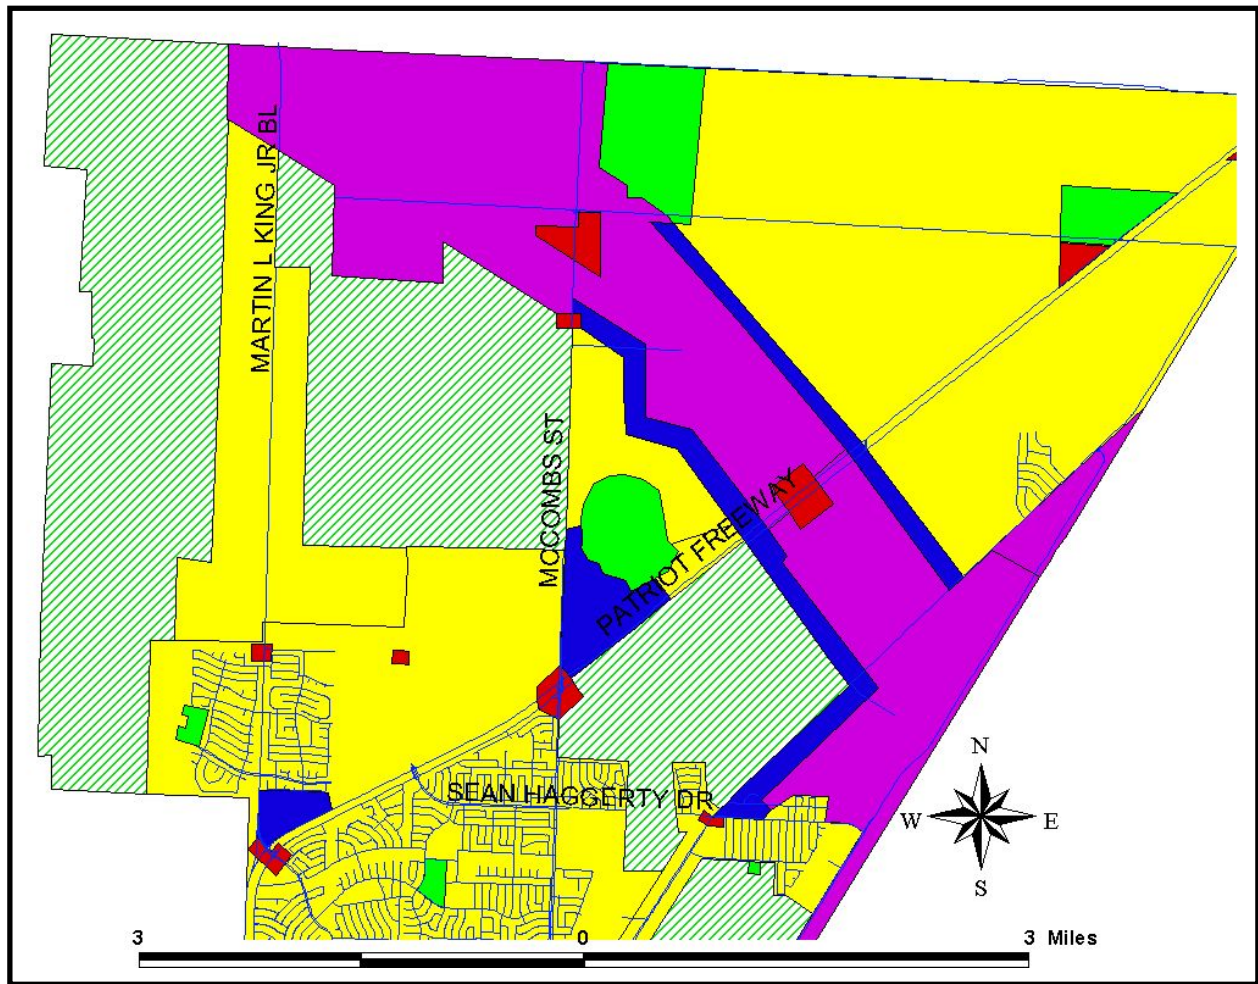 MARTIN L KING JR BL
MCCOMBS ST
PATRIOT FREEWAY
SEAN HAGGERTY DR
N
W E
S
3 0 3 Miles